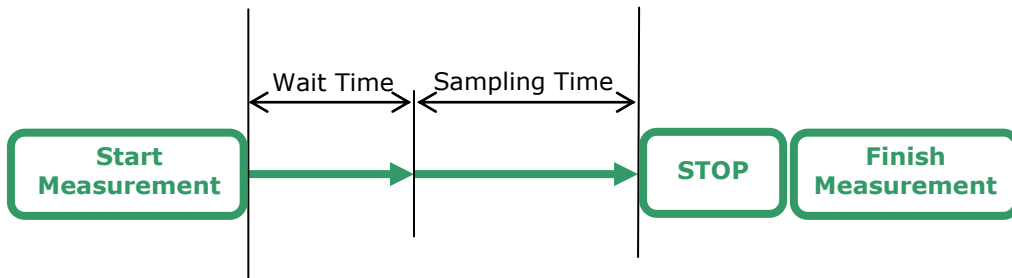 Wait Time
Sampling Time
Start
Measurement
STOP
Finish
Measurement